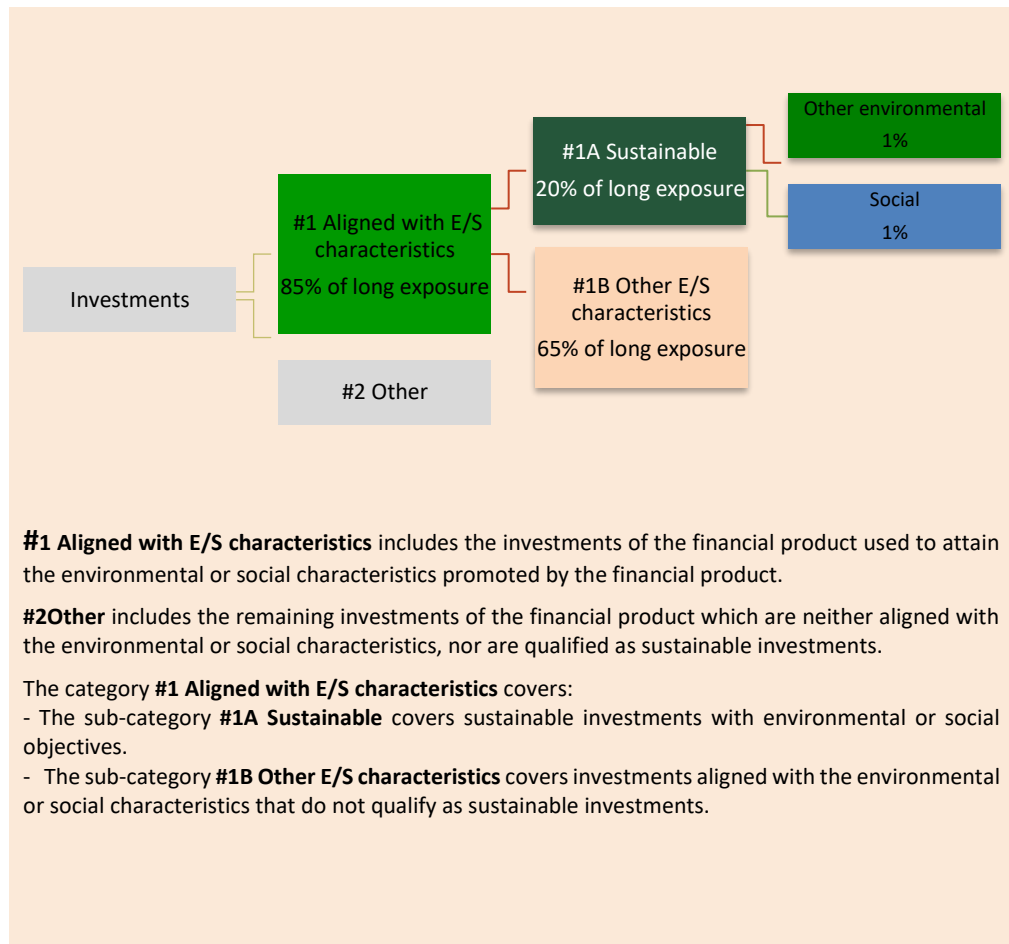 Other environmental
1%
#1A Sustainable
20% of long exposure
Social
1%
#1 Aligned with E/S
characteristics
85% of long exposure
Investments
#1B Other E/S
characteristics
65% of long exposure
#2 Other
#1 Aligned with E/S characteristics includes the investments of the financial product used to attain
the environmental or social characteristics promoted by the financial product.
#2Other includes the remaining investments of the financial product which are neither aligned with
the environmental or social characteristics, nor are qualified as sustainable investments.
The category #1 Aligned with E/S characteristics covers:
- The sub-category #1A Sustainable covers sustainable investments with environmental or social
objectives.
- The sub-category #1B Other E/S characteristics covers investments aligned with the environmental
or social characteristics that do not qualify as sustainable investments.